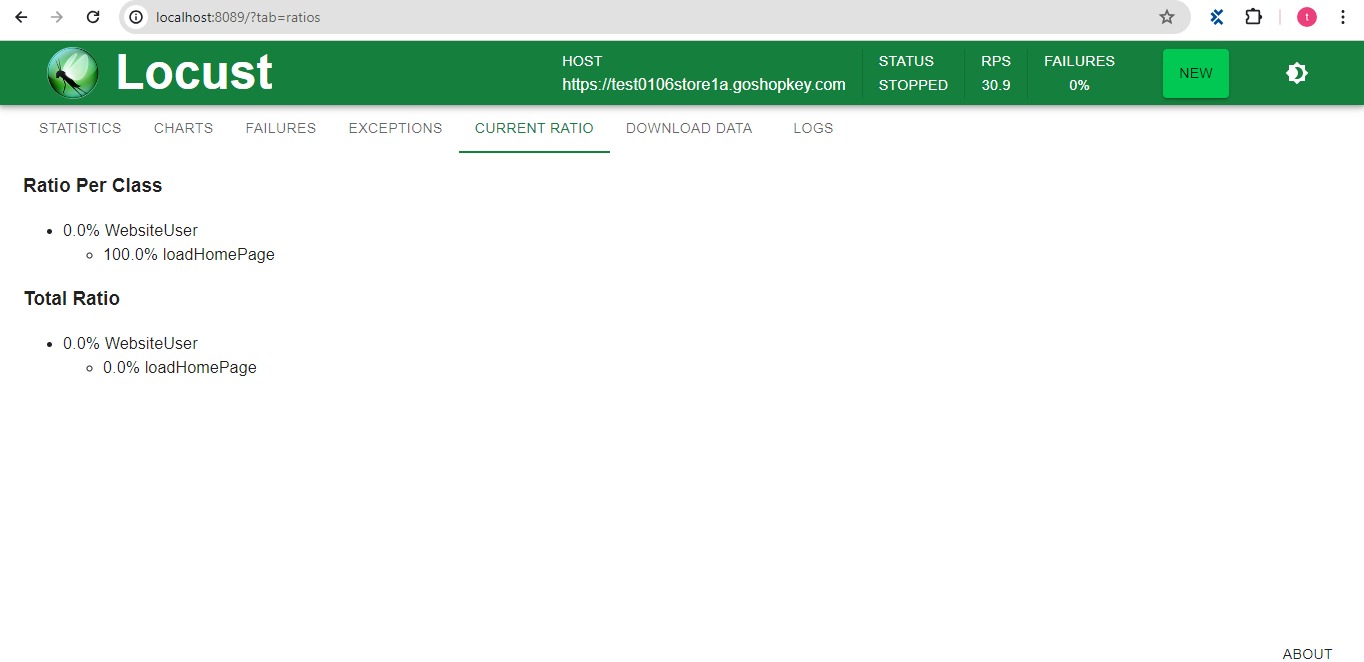 localhost:8089/?tab=ratios
t
Locust
HOST
https://test0106store1a.goshopkey.com
STATUS
STOPPED
RPS
30.9
FAILURES
0%
NEW
STATISTICS CHARTS FAILURES EXCEPTIONS CURRENT RATIO DOWNLOAD DATA LOGS
Ratio Per Class
• 0.0% WebsiteUser
◦ 100.0% loadHomePage
Total Ratio
• 0.0% WebsiteUser
◦ 0.0% loadHomePage
ABOUT